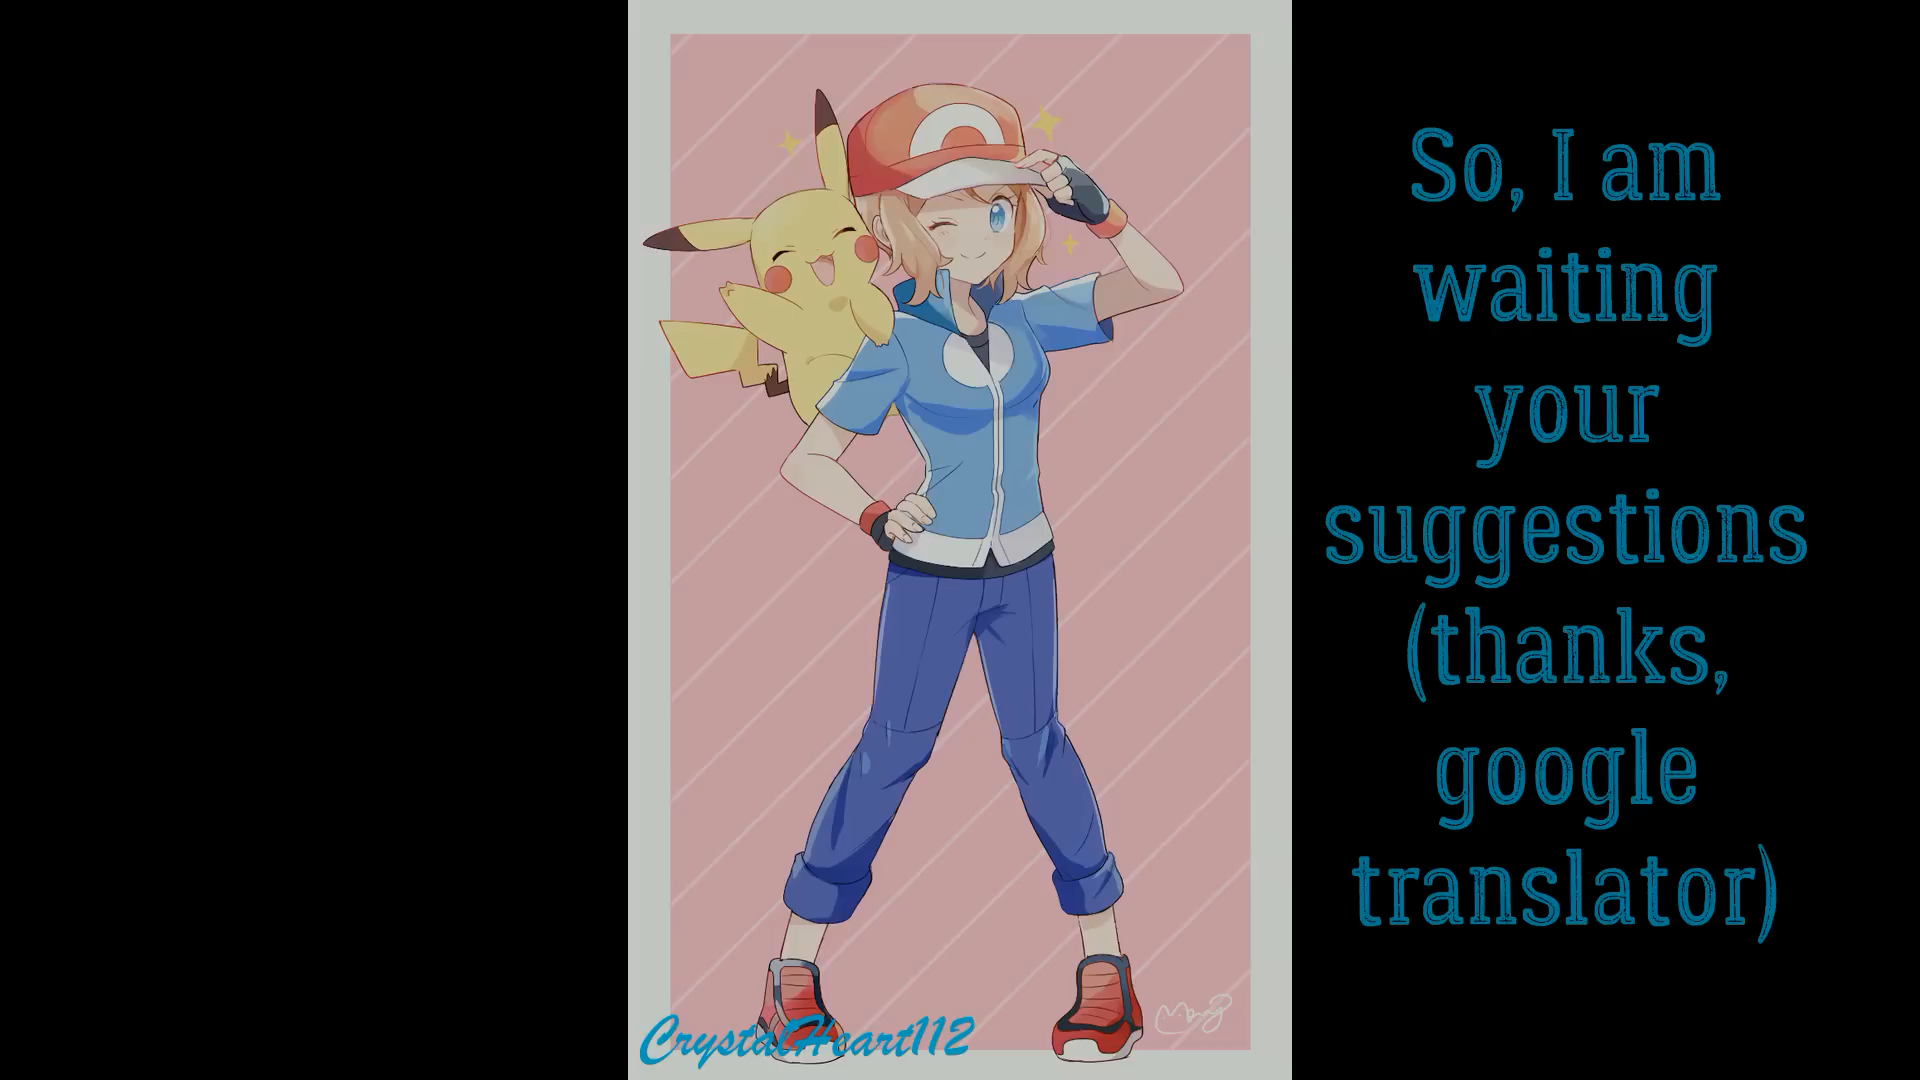 So, I am
waiting
your
suggestions
(thanks,
google
translator)
CrystalHeart112